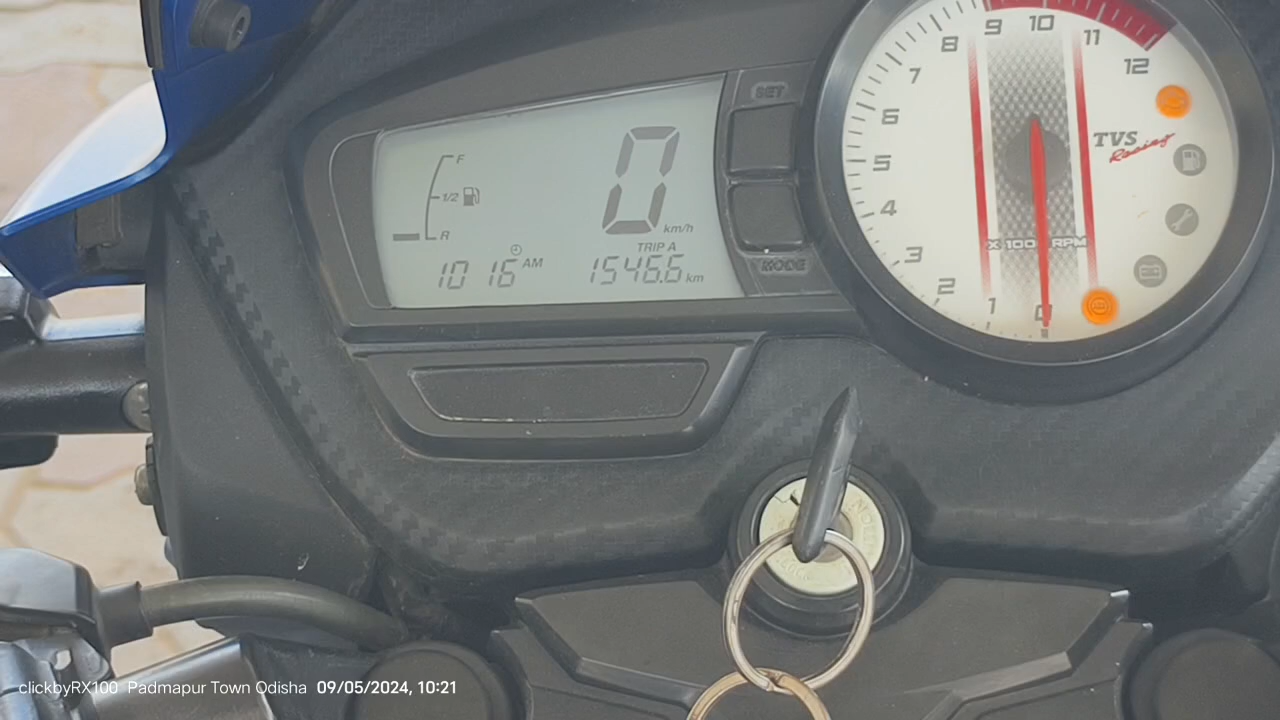 F
1/2
R
0
km/h
TRIP A
10 16 AM
1546.6 km
SET
MODE
0
1
2
3
4
5
6
7
8
9
10
11
12
TVS
Racing
X 1000 RPM
clickbyRX100 Padmapur Town Odisha 09/05/2024, 10:21